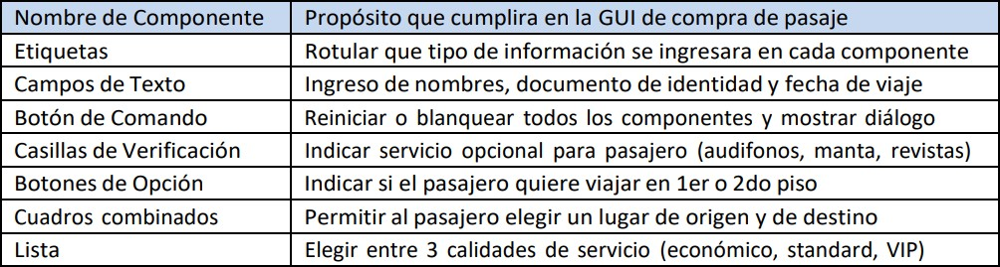 Nombre de Componente Propósito que cumplira en la GUI de compra de pasaje
Etiquetas Rotular que tipo de información se ingresara en cada componente
Campos de Texto Ingreso de nombres, documento de identidad y fecha de viaje
Botón de Comando Reiniciar o blanquear todos los componentes y mostrar diálogo
Casillas de Verificación Indicar servicio opcional para pasajero (audifonos, manta, revistas)
Botones de Opción Indicar si el pasajero quiere viajar en 1er o 2do piso
Cuadros combinados Permitir al pasajero elegir un lugar de origen y de destino
Lista Elegir entre 3 calidades de servicio (económico, standard, VIP)